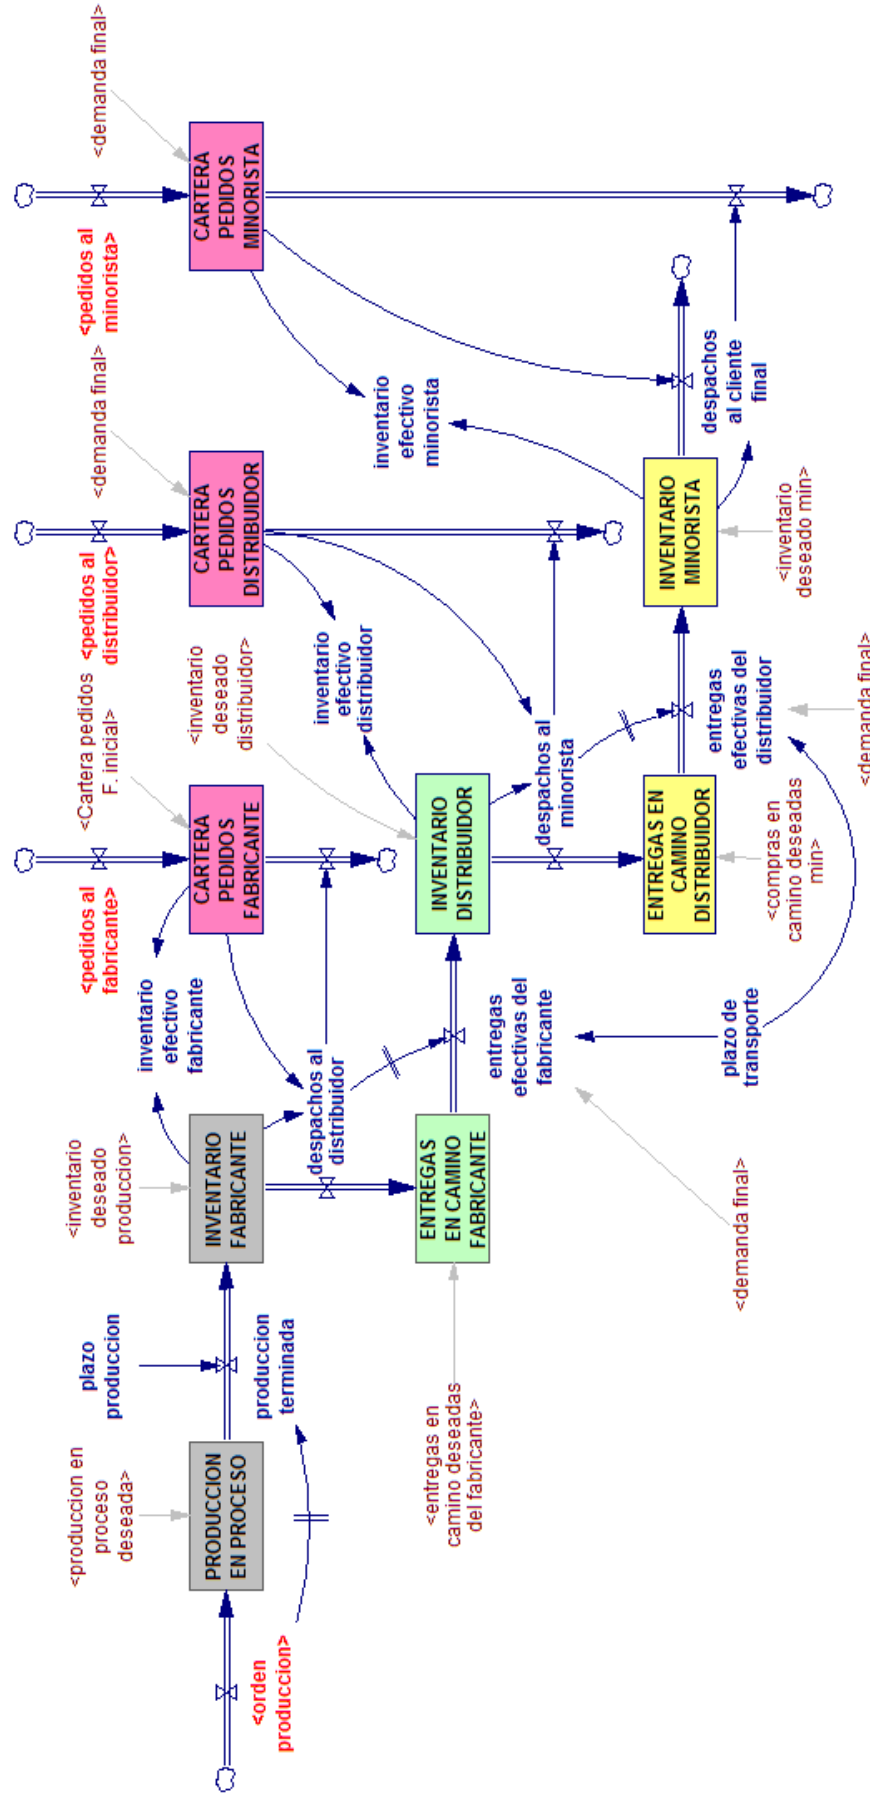 <produccion en
proceso
deseada>
PRODUCCION
EN PROCESO
<orden
produccion>
plazo
produccion
produccion
terminada
<inventario
deseado
produccion>
INVENTARIO
FABRICANTE
inventario
efectivo
fabricante
<pedidos al
fabricante>
<Cartera pedidos
F. inicial>
CARTERA
PEDIDOS
FABRICANTE
despachos al
distribuidor
<entregas en
camino deseadas
del fabricante>
ENTREGAS
EN CAMINO
FABRICANTE
entregas
efectivas del
fabricante
<demanda final>
<inventario
deseado
distribuidor>
INVENTARIO
DISTRIBUIDOR
inventario
efectivo
distribuidor
<pedidos al
distribuidor>
<demanda final>
CARTERA
PEDIDOS
DISTRIBUIDOR
despachos al
minorista
ENTREGAS EN
CAMINO
DISTRIBUIDOR
<compras en
camino deseadas
min>
plazo de
transporte
entregas
efectivas del
distribuidor
<demanda final>
INVENTARIO
MINORISTA
<inventario
deseado min>
inventario
efectivo
minorista
<pedidos al
minorista>
<demanda final>
CARTERA
PEDIDOS
MINORISTA
despachos
al cliente
final